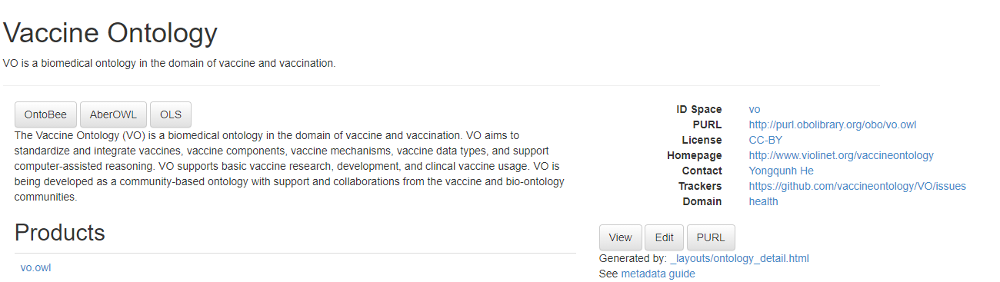 Vaccine Ontology
VO is a biomedical ontology in the domain of vaccine and vaccination.
OntoBee AberOWL OLS
The Vaccine Ontology (VO) is a biomedical ontology in the domain of vaccine and vaccination. VO aims to
standardize and integrate vaccines, vaccine components, vaccine mechanisms, vaccine data types, and support
computer-assisted reasoning. VO supports basic vaccine research, development, and clincal vaccine usage. VO is
being developed as a community-based ontology with support and collaborations from the vaccine and bio-ontology
communities.
Products
vo.owl
ID Space vo
PURL http://purl.obolibrary.org/obo/vo.owl
License CC-BY
Homepage http://www.violinet.org/vaccineontology
Contact Yongqunh He
Trackers https://github.com/vaccineontology/VO/issues
Domain health
View Edit PURL
Generated by: _layouts/ontology_detail.html
See metadata guide